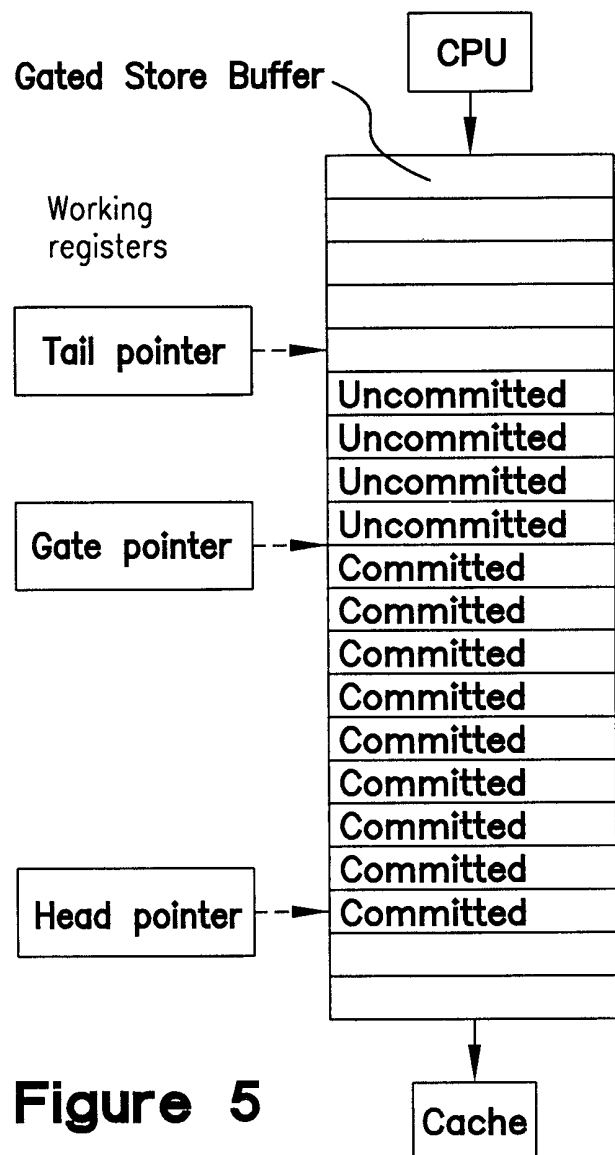 CPU
Gated Store Buffer
Working
registers
Tail pointer
Uncommitted
Uncommitted
Uncommitted
Uncommitted
Gate pointer
Committed
Committed
Committed
Committed
Committed
Committed
Committed
Committed
Committed
Head pointer
Figure 5
Cache